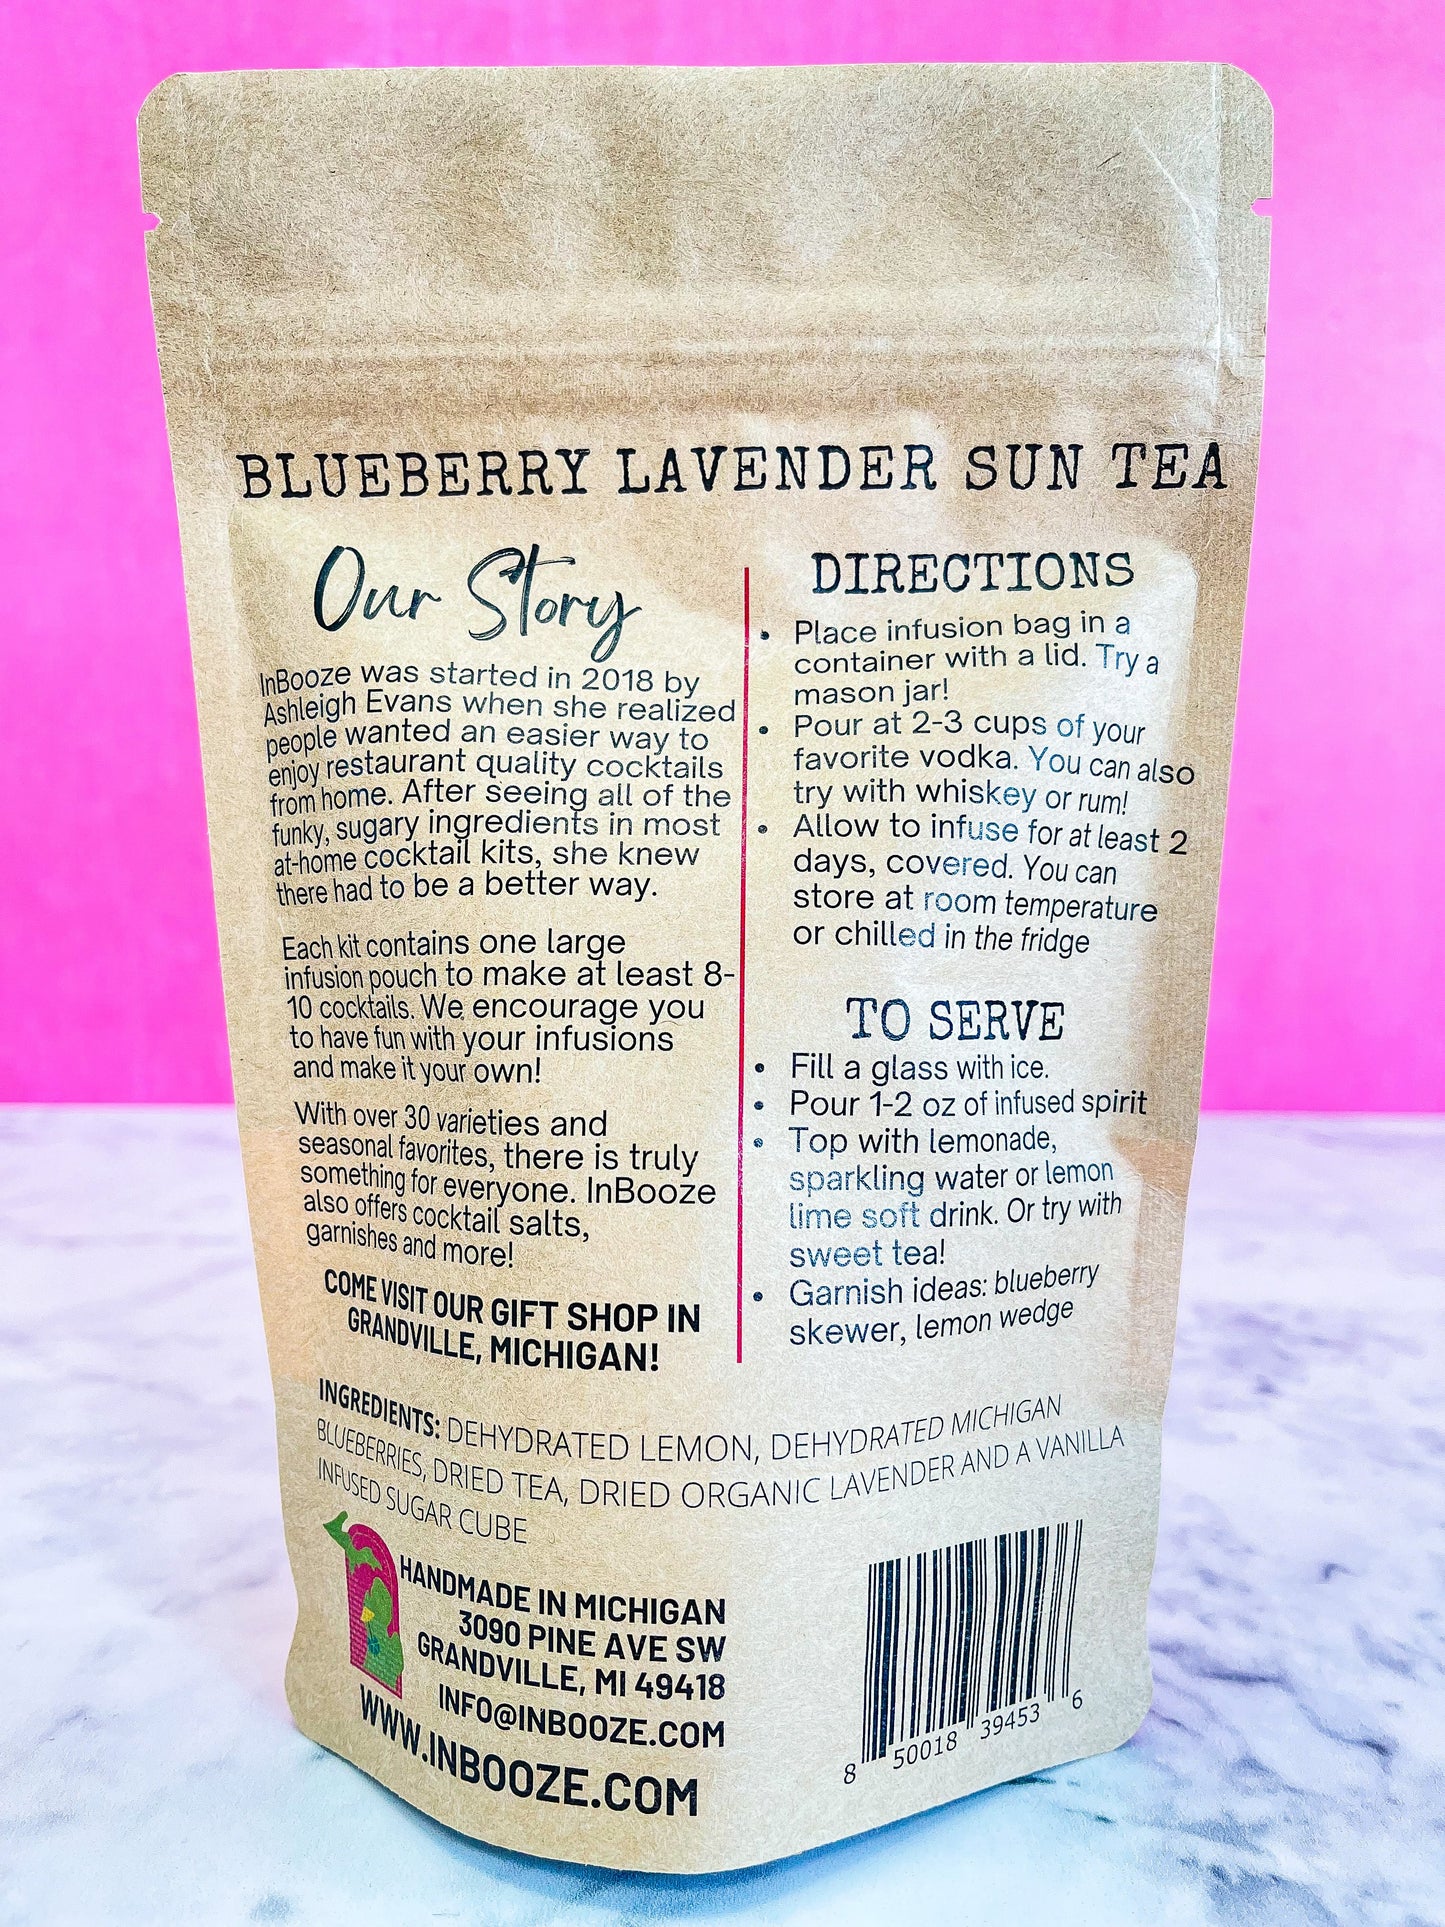 BLUEBERRY LAVENDER SUN TEA
Our Story
InBooze was started in 2018 by
Ashleigh Evans when she realized
people wanted an easier way to
enjoy restaurant quality cocktails
from home. After seeing all of the
funky, sugary ingredients in most
at-home cocktail kits, she knew
there had to be a better way.
Each kit contains one large
infusion pouch to make at least 8-
10 cocktails. We encourage you
to have fun with your infusions
and make it your own!
With over 30 varieties and
seasonal favorites, there is truly
something for everyone. InBooze
also offers cocktail salts,
garnishes and more!
COME VISIT OUR GIFT SHOP IN
GRANDVILLE, MICHIGAN!
DIRECTIONS
• Place infusion bag in a
container with a lid. Try a
mason jar!
• Pour at 2-3 cups of your
favorite vodka. You can also
try with whiskey or rum!
• Allow to infuse for at least 2
days, covered. You can
store at room temperature
or chilled in the fridge
TO SERVE
• Fill a glass with ice.
• Pour 1-2 oz of infused spirit
• Top with lemonade,
sparkling water or lemon
lime soft drink. Or try with
sweet tea!
• Garnish ideas: blueberry
skewer, lemon wedge
INGREDIENTS: DEHYDRATED LEMON, DEHYDRATED MICHIGAN
BLUEBERRIES, DRIED TEA, DRIED ORGANIC LAVENDER AND A VANILLA
INFUSED SUGAR CUBE
HANDMADE IN MICHIGAN
3090 PINE AVE SW
GRANDVILLE, MI 49418
INFO@INBOOZE.COM
WWW.INBOOZE.COM
8 50018 39453 6